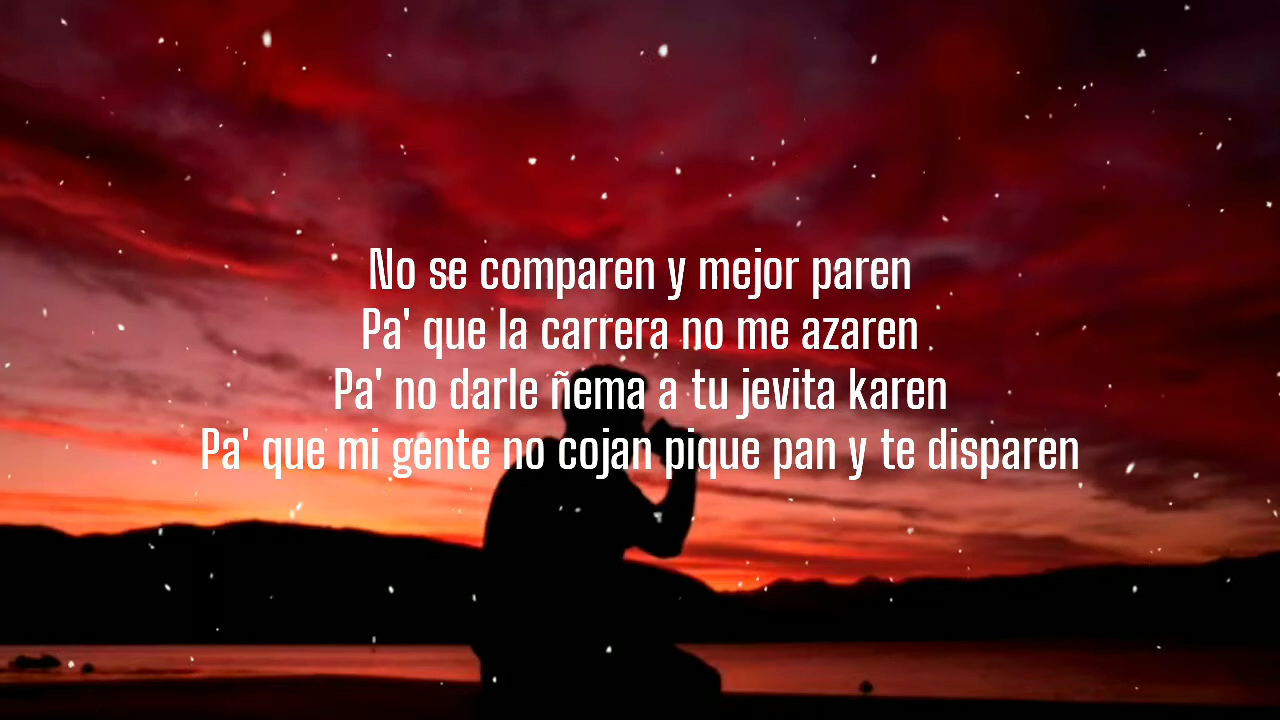 No se comparen y mejor paren
Pa' que la carrera no me azaren
Pa' no darle ñema a tu jevita karen
Pa' que mi gente no cojan pique pan y te disparen